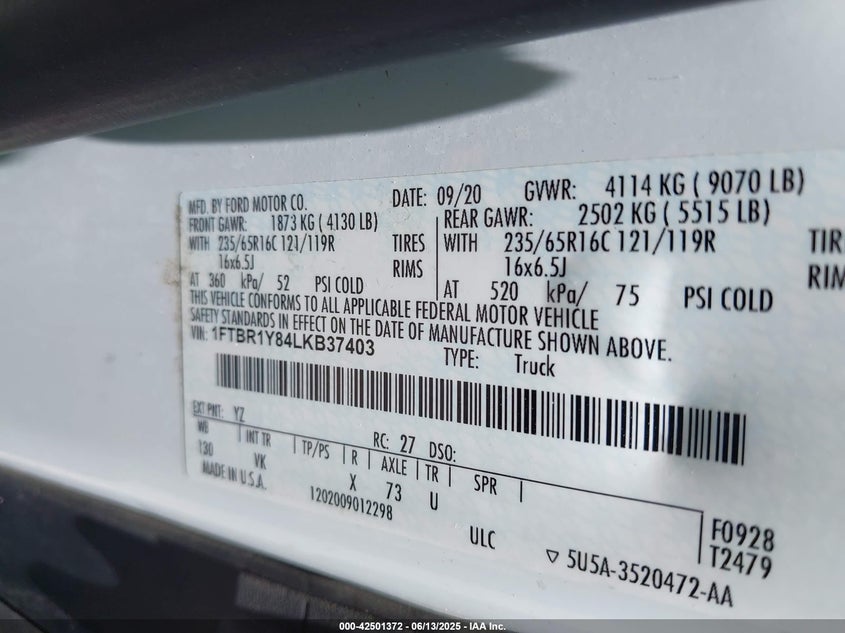 MFD. BY FORD MOTOR CO.
DATE: 09/20 GVWR: 4114 KG ( 9070 LB)
FRONT GAWR: 1873 KG ( 4130 LB) REAR GAWR: 2502 KG ( 5515 LB)
WITH 235/65R16C 121/119R TIRES WITH 235/65R16C 121/119R TIRE
16x6.5J RIMS 16x6.5J RIM
AT 360 kPa/ 52 PSI COLD AT 520 kPa/ 75 PSI COLD
THIS VEHICLE CONFORMS TO ALL APPLICABLE FEDERAL MOTOR VEHICLE
SAFETY STANDARDS IN EFFECT ON THE DATE OF MANUFACTURE SHOWN ABOVE.
VIN: 1FTBR1Y84LKB37403
TYPE: Truck
EXT PNT: YZ RC: 27 DSO:
WB INT TR TP/PS R AXLE TR SPR
130 VK X 73 U
MADE IN U.S.A. 1202009012298 ULC
F0928
T2479
▽ 5U5A-3520472-AA
000-42501372 - 06/13/2025 - IAA Inc.